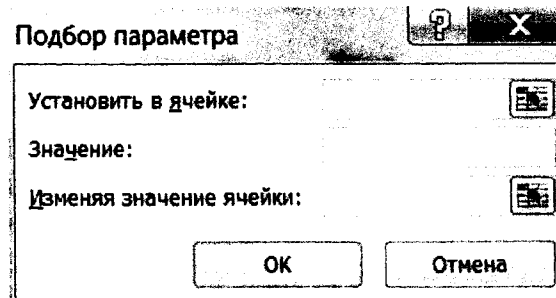 Подбор параметра
Установить в ячейке:
Значение:
Изменяя значение ячейки:
ОК
Отмена